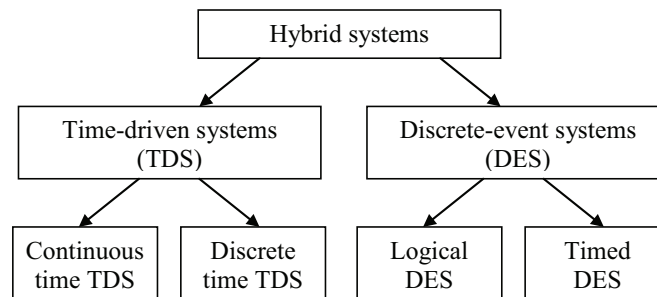 Hybrid systems
Time-driven systems
(TDS)
Discrete-event systems
(DES)
Continuous
time TDS
Discrete
time TDS
Logical
DES
Timed
DES